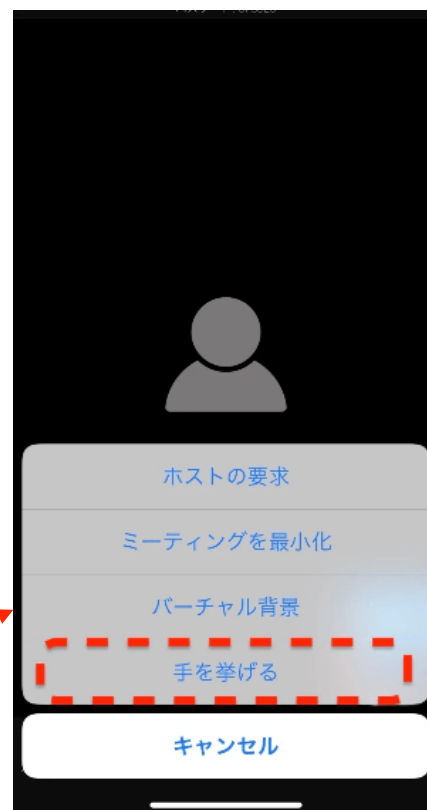 ホストの要求
ミーティングを最小化
バーチャル背景
手を挙げる
キャンセル